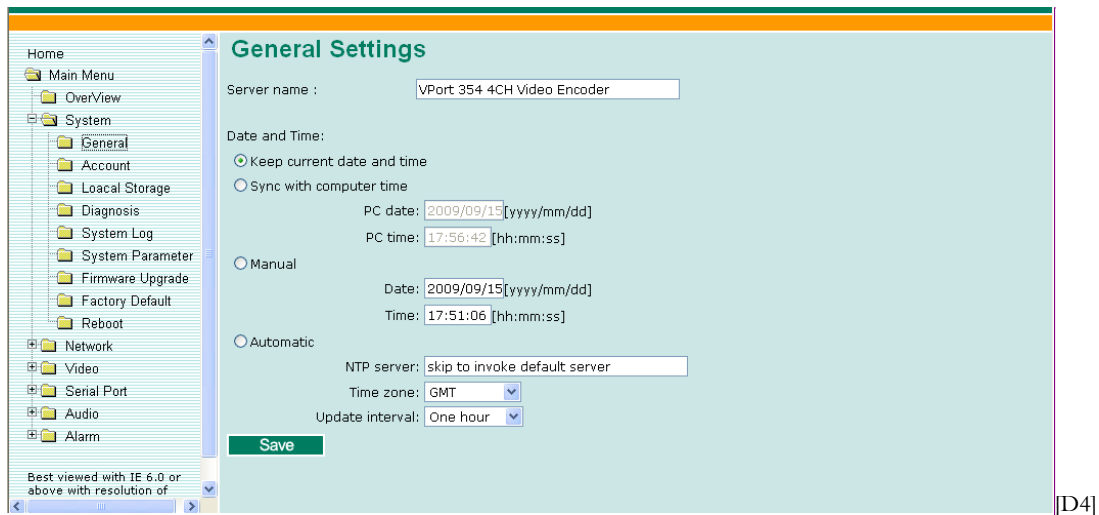 Home
Main Menu
OverView
System
General
Account
Loacal Storage
Diagnosis
System Log
System Parameter
Firmware Upgrade
Factory Default
Reboot
Network
Video
Serial Port
Audio
Alarm
Best viewed with IE 6.0 or
above with resolution of
General Settings
Server name : VPort 354 4CH Video Encoder
Date and Time:
Keep current date and time
Sync with computer time
PC date: 2009/09/15 [yyyy/mm/dd]
PC time: 17:56:42 [hh:mm:ss]
Manual
Date: 2009/09/15 [yyyy/mm/dd]
Time: 17:51:06 [hh:mm:ss]
Automatic
NTP server: skip to invoke default server
Time zone: GMT
Update interval: One hour
Save
[D4]